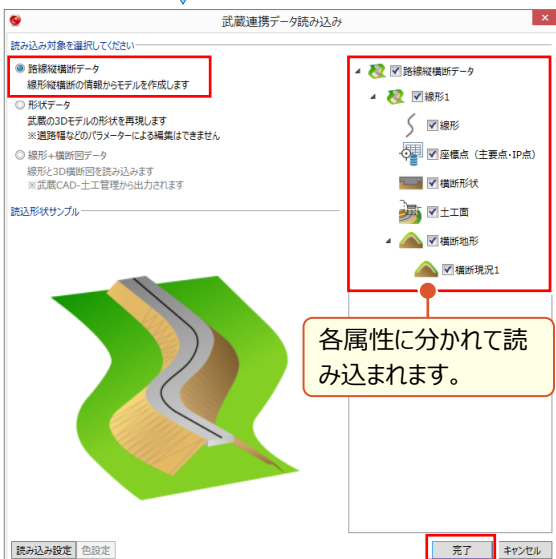 武蔵連携データ読み込み
読み込み対象を選択してください
路線縦横断データ
線形縦横断の情報からモデルを作成します
形状データ
武蔵の3Dモデルの形状を再現します
※道路幅などのパラメーターによる編集はできません
線形+横断図データ
線形と3D横断図を読み込みます
※武蔵CAD-土工管理から出力されます
読込形状サンプル
路線縦横断データ
線形1
線形
座標点（主要点・IP点）
横断形状
土工面
横断地形
横断現況1
各属性に分かれて読
み込まれます。
読み込み設定
色設定
完了
キャンセル